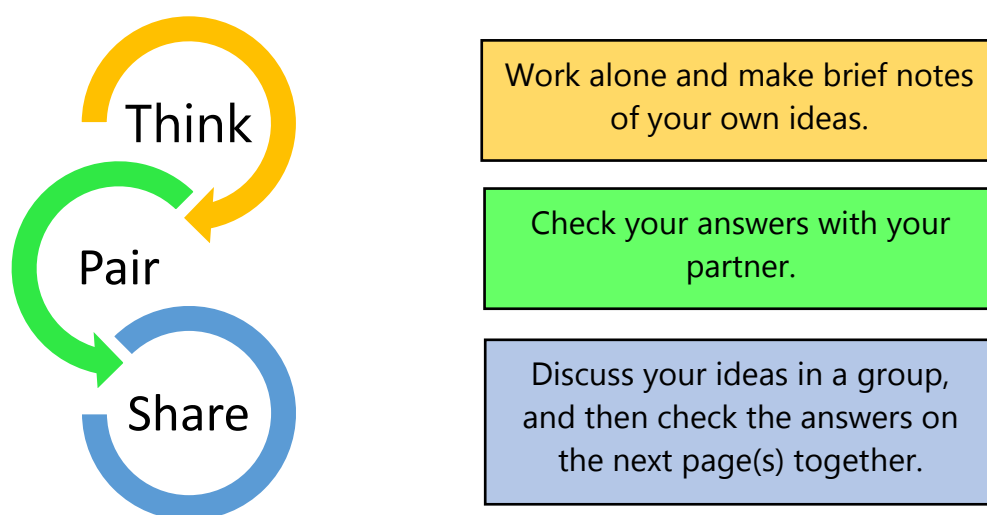 Think
Work alone and make brief notes
of your own ideas.
Pair
Check your answers with your
partner.
Share
Discuss your ideas in a group,
and then check the answers on
the next page(s) together.